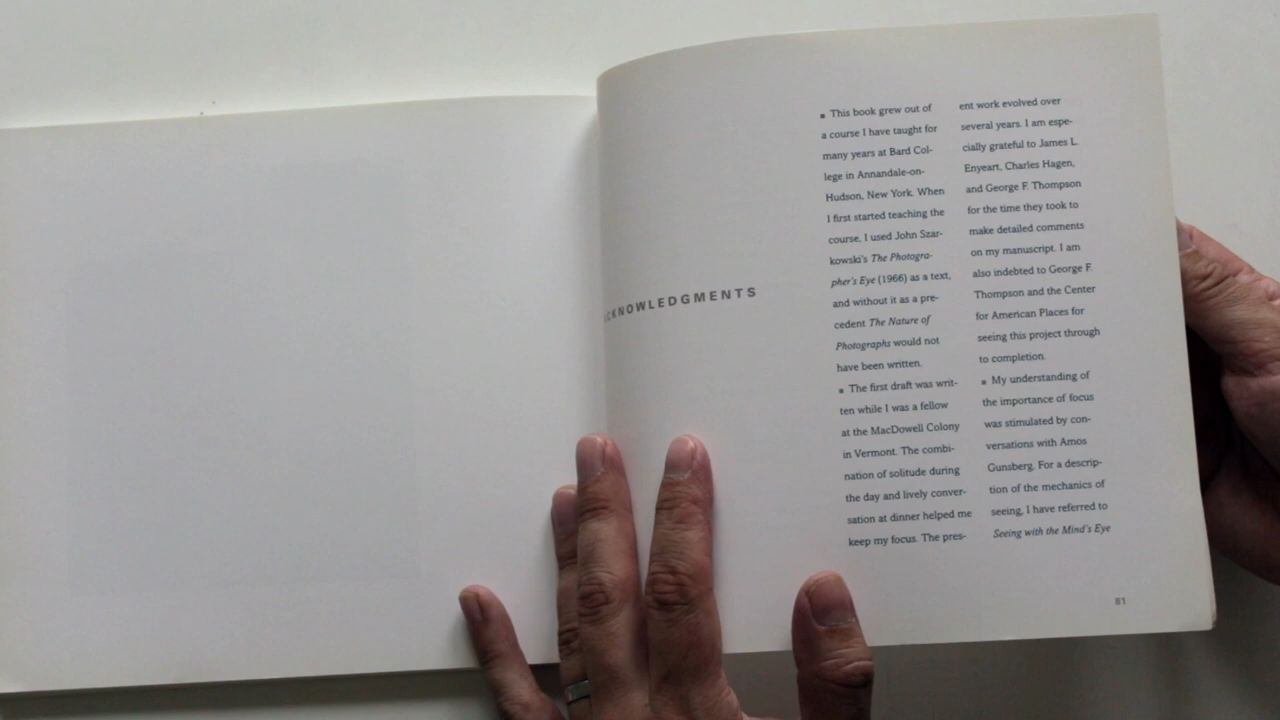 ACKNOWLEDGMENTS
▪ This book grew out of
a course I have taught for
many years at Bard Col-
lege in Annandale-on-
Hudson, New York. When
I first started teaching the
course, I used John Szar-
kowski's The Photogra-
pher's Eye (1966) as a text,
and without it as a pre-
cedent The Nature of
Photographs would not
have been written.
▪ The first draft was writ-
ten while I was a fellow
at the MacDowell Colony
in Vermont. The combi-
nation of solitude during
the day and lively conver-
sation at dinner helped me
keep my focus. The pres-
ent work evolved over
several years. I am espe-
cially grateful to James L.
Enyeart, Charles Hagen,
and George F. Thompson
for the time they took to
make detailed comments
on my manuscript. I am
also indebted to George F.
Thompson and the Center
for American Places for
seeing this project through
to completion.
▪ My understanding of
the importance of focus
was stimulated by con-
versations with Amos
Gunsberg. For a descrip-
tion of the mechanics of
seeing, I have referred to
Seeing with the Mind's Eye
81